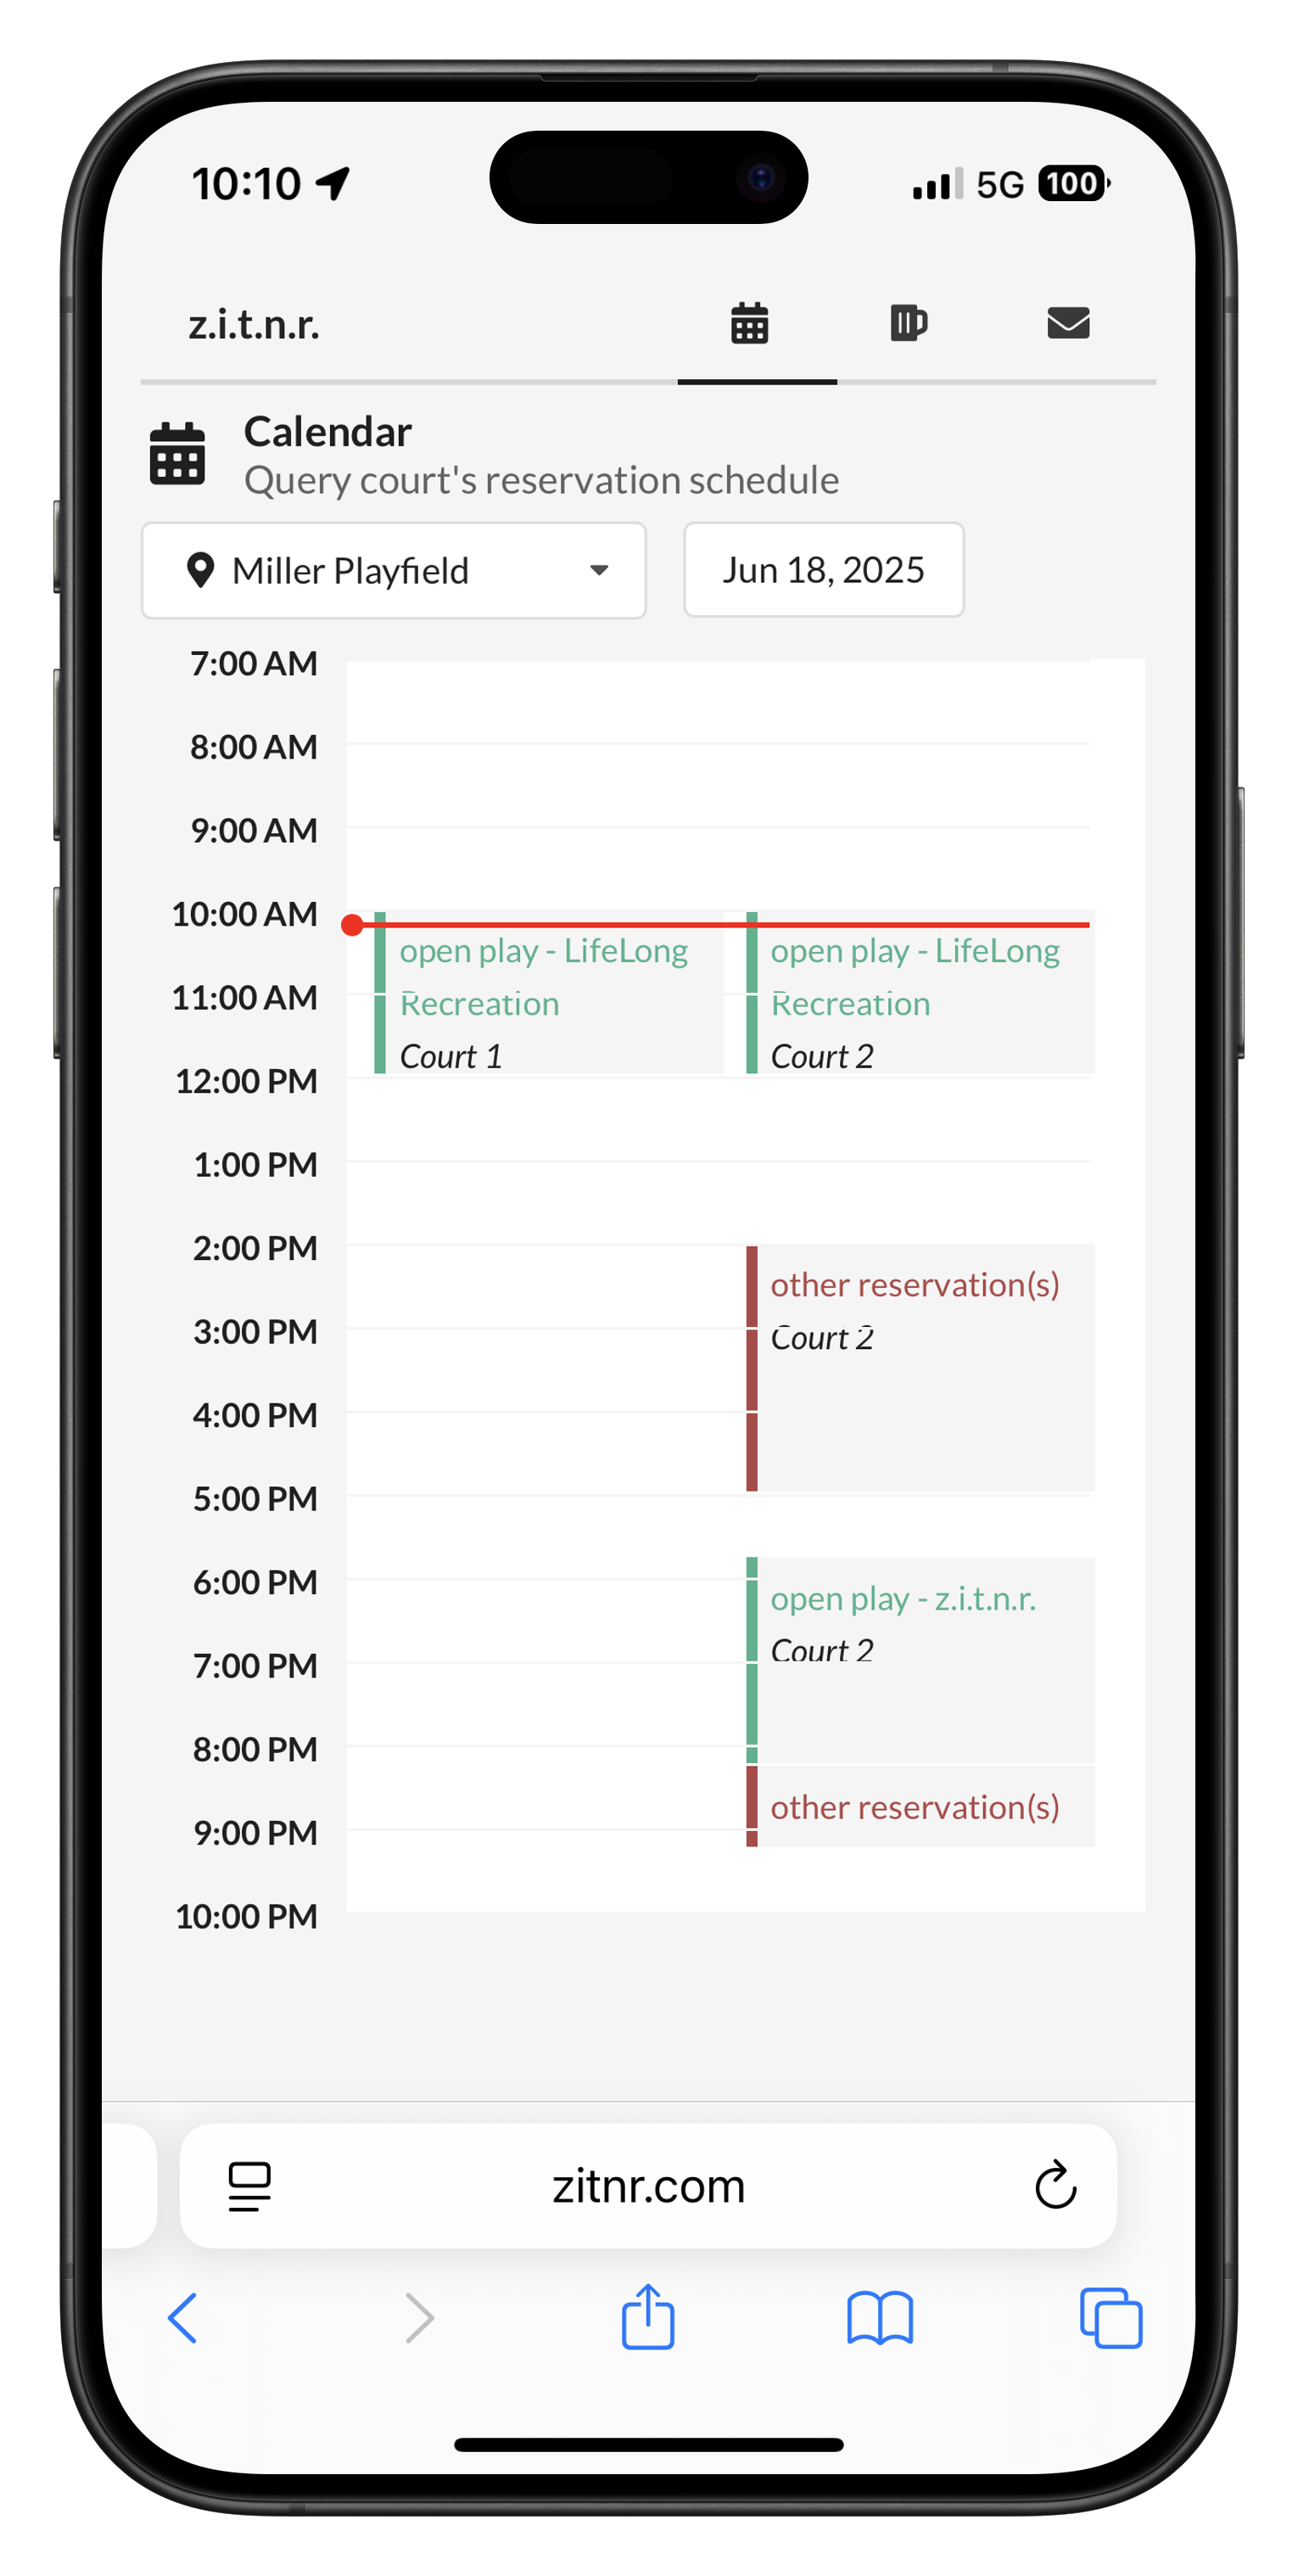 10:10
5G 100
z.i.t.n.r.
Calendar
Query court's reservation schedule
Miller Playfield
Jun 18, 2025
7:00 AM
8:00 AM
9:00 AM
10:00 AM
open play - LifeLong
Recreation
Court 1
open play - LifeLong
Recreation
Court 2
11:00 AM
12:00 PM
1:00 PM
2:00 PM
other reservation(s)
Court 2
3:00 PM
4:00 PM
5:00 PM
6:00 PM
open play - z.i.t.n.r.
Court 2
7:00 PM
8:00 PM
other reservation(s)
9:00 PM
10:00 PM
zitnr.com